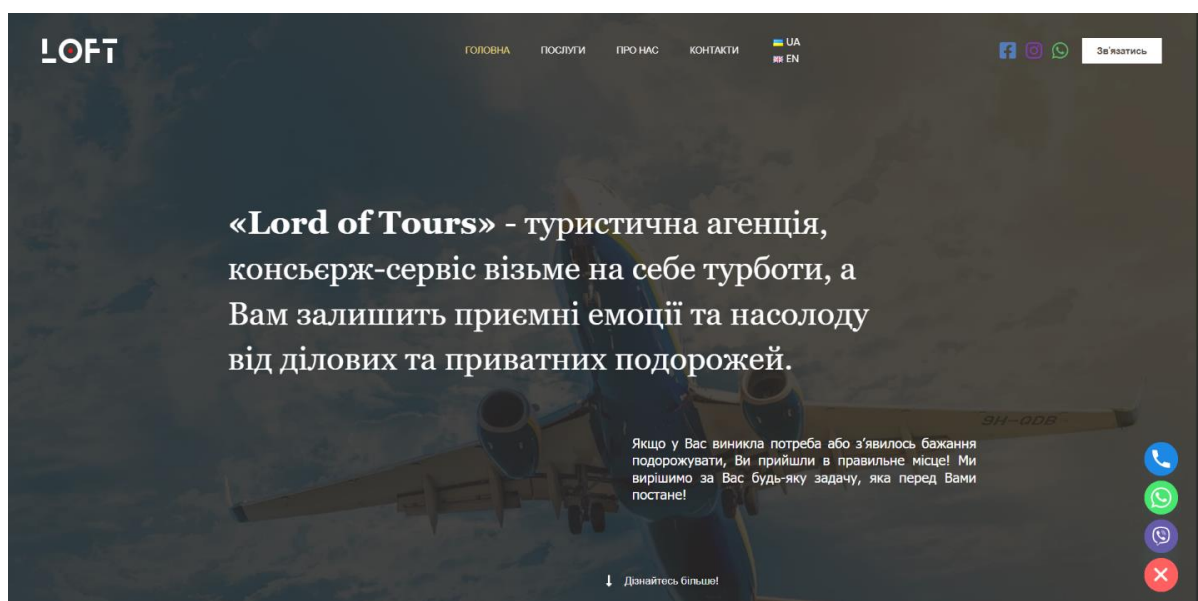 LOFT
ГОЛОВНА ПОСЛУГИ ПРО НАС КОНТАКТИ
UA
EN
Зв'язатись
«Lord of Tours» - туристична агенція,
консьєрж-сервіс візьме на себе турботи, а
Вам залишить приємні емоції та насолоду
від ділових та приватних подорожей.
9H-QDB
Якщо у Вас виникла потреба або з’явилось бажання
подорожувати, Ви прийшли в правильне місце! Ми
вирішимо за Вас будь-яку задачу, яка перед Вами
постане!
Дізнайтесь більше!